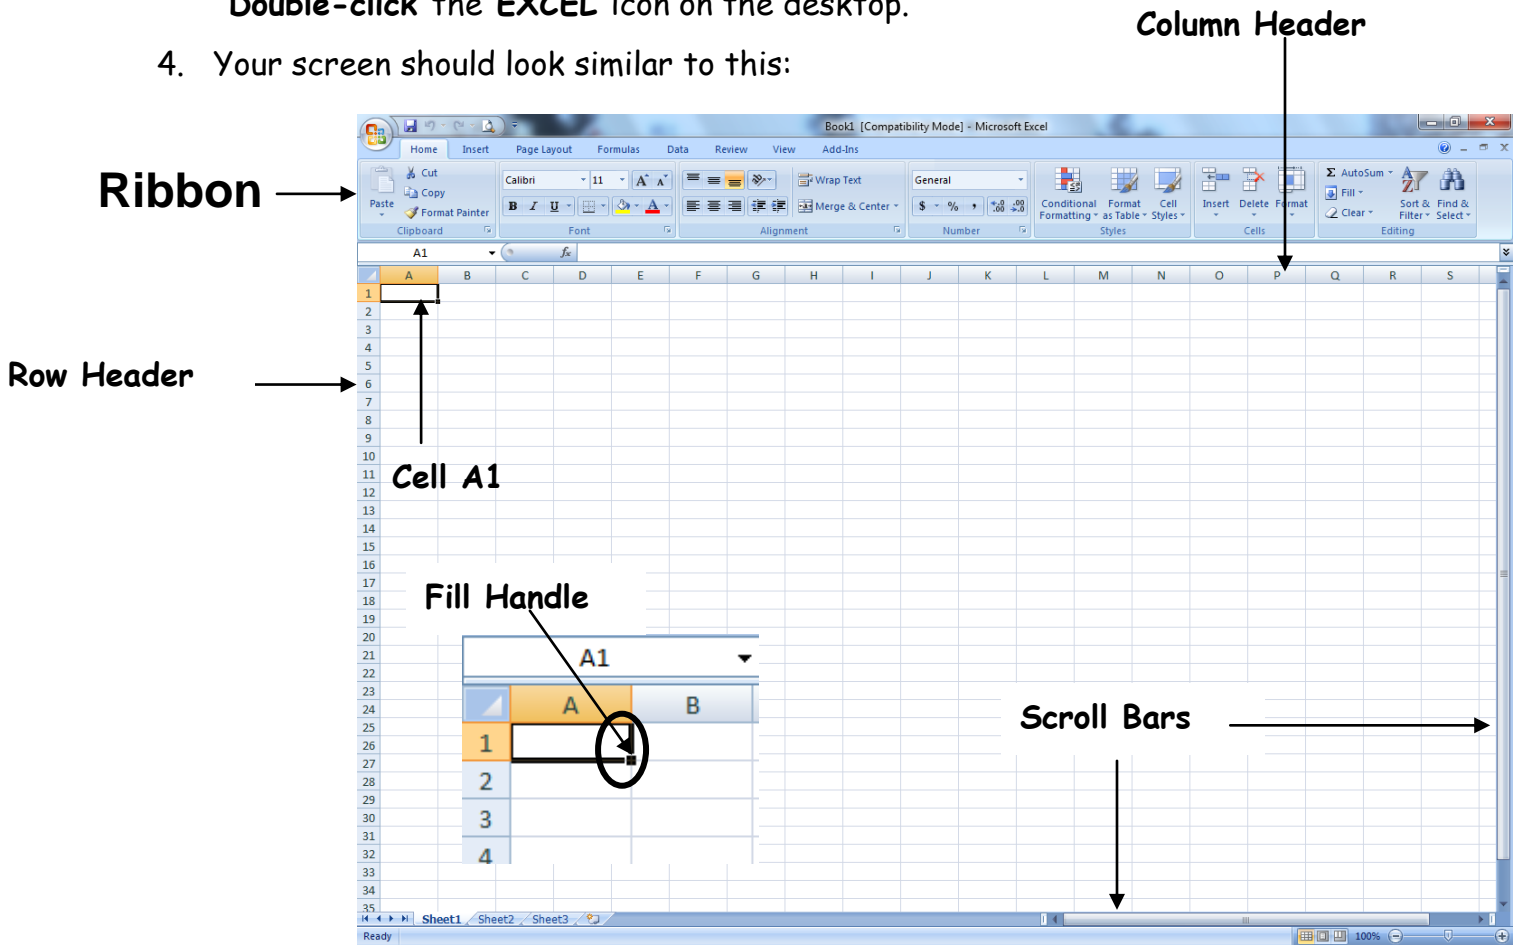 Double-click the EXCEL icon on the desktop.
Column Header
4. Your screen should look similar to this:
Book1 [Compatibility Mode] - Microsoft Excel
Home Insert Page Layout Formulas Data Review View Add-Ins
Ribbon
Paste
Cut
Copy
Format Painter
Clipboard
Calibri 11 A A
B I U A
Font
Wrap Text
Merge & Center
Alignment
General
$ % , .0 .00 .00 .0
Number
Conditional Formatting
Format as Table
Cell Styles
Styles
Insert Delete Format
Cells
Σ AutoSum
Fill
Clear
Sort & Filter
Find & Select
Editing
A1 fx
A B C D E F G H I J K L M N O P Q R S
1
2
3
4
5
Row Header
6
7
8
9
10
11
Cell A1
12
13
14
15
16
17
18
Fill Handle
19
20
21
22
23
24
25
26
27
28
29
30
31
32
33
34
35
A1
A B
1
2
3
4
Scroll Bars
Sheet1 Sheet2 Sheet3
Ready 100%